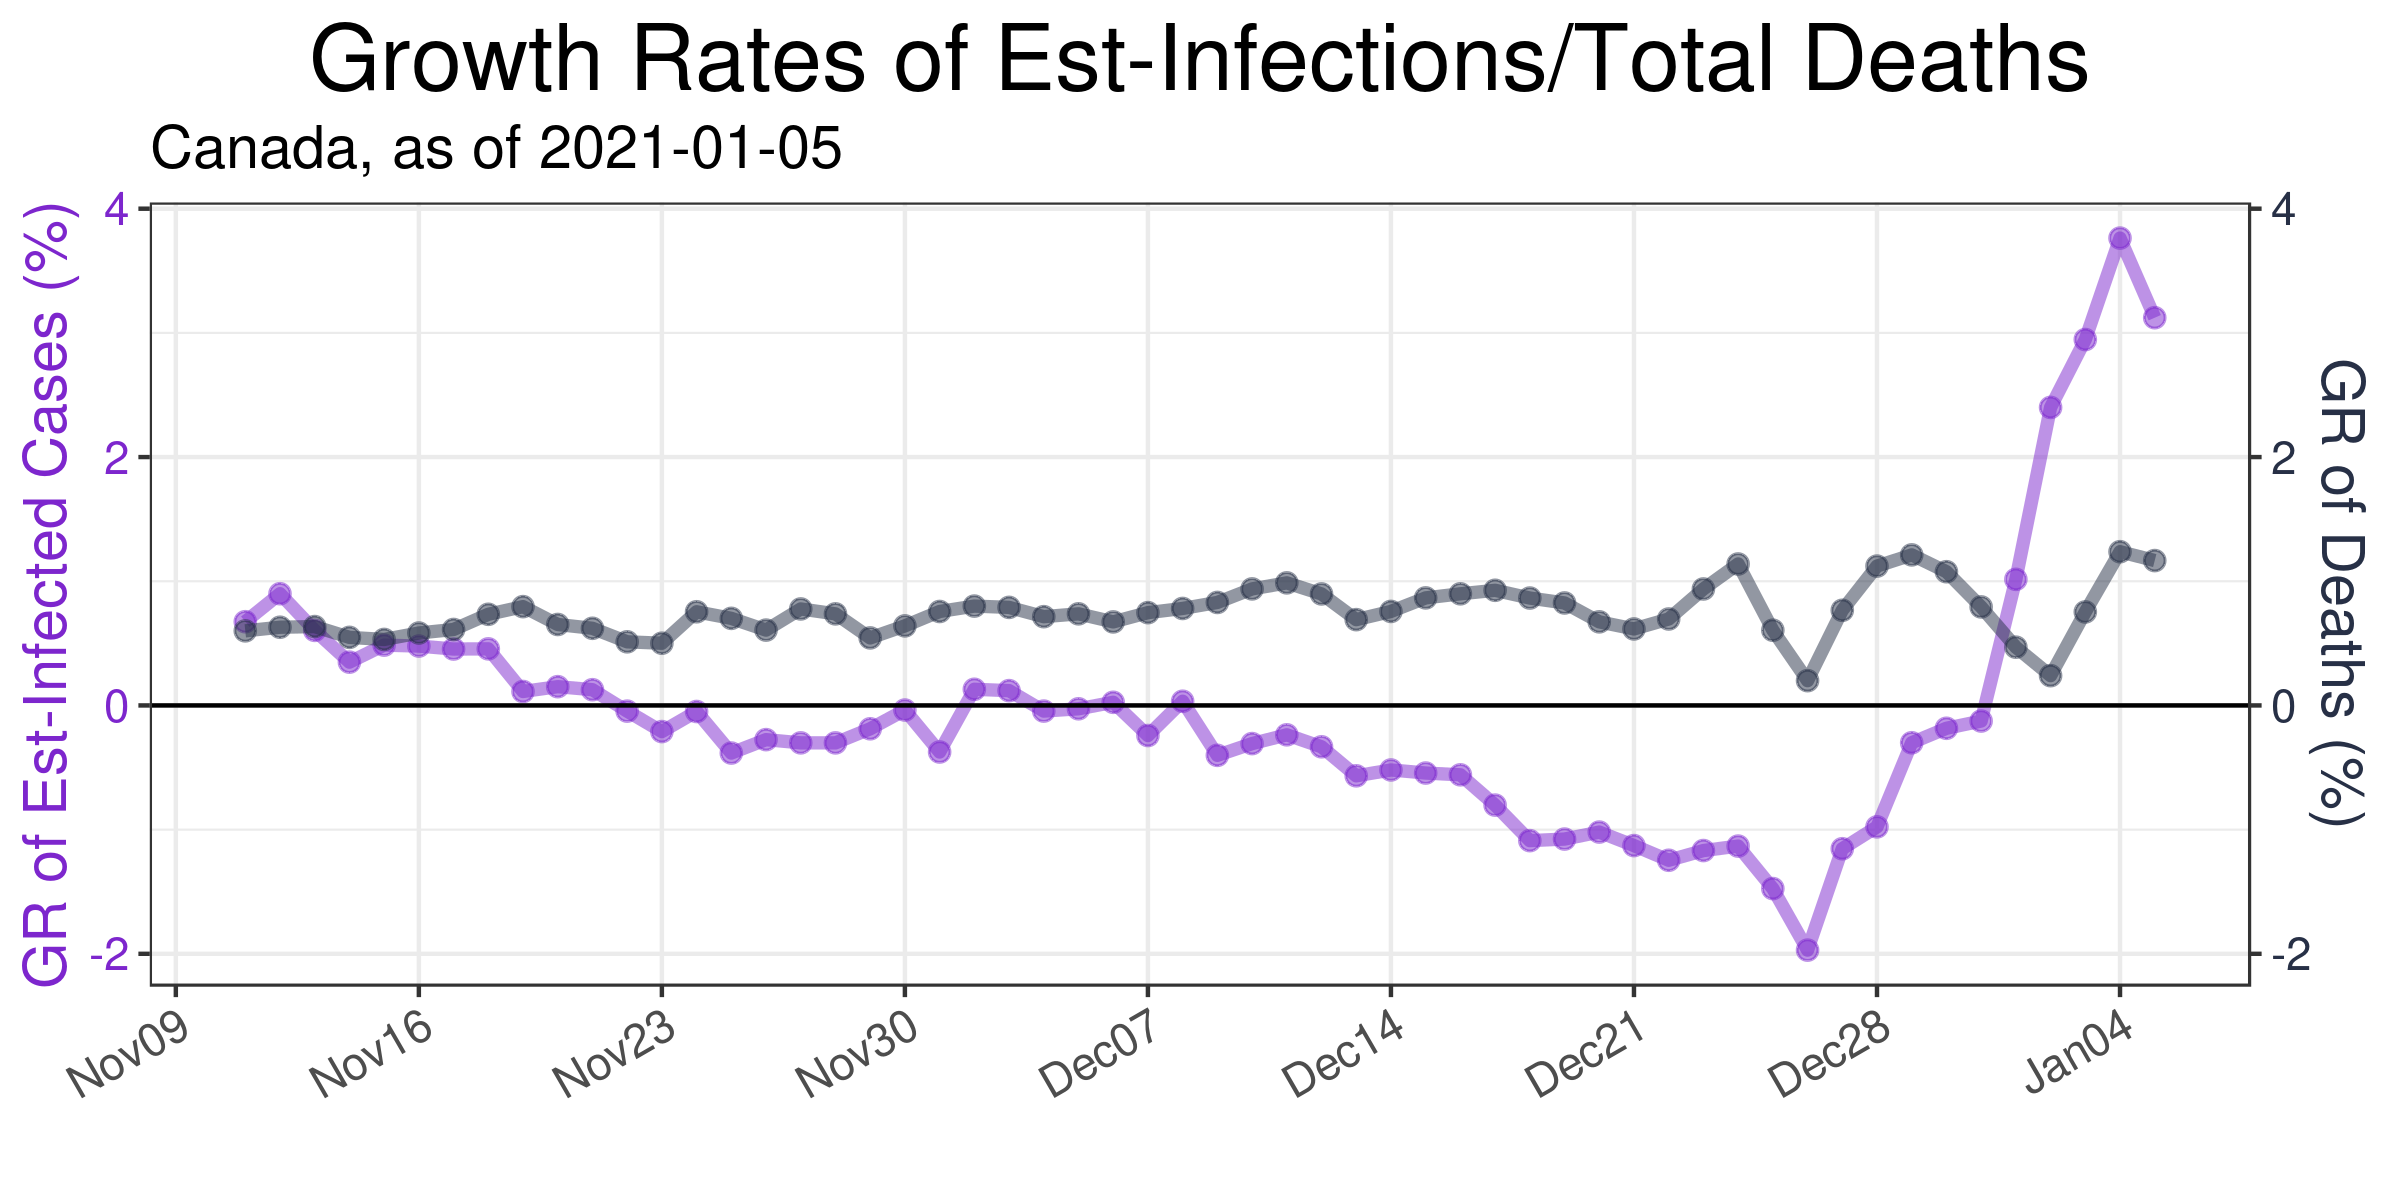 Growth Rates of Est-Infections/Total Deaths
Canada, as of 2021-01-05
GR of Est-Infected Cases (%)
4
2
0
-2
4
2
0
-2
GR of Deaths (%)
Nov09
Nov16
Nov23
Nov30
Dec07
Dec14
Dec21
Dec28
Jan04